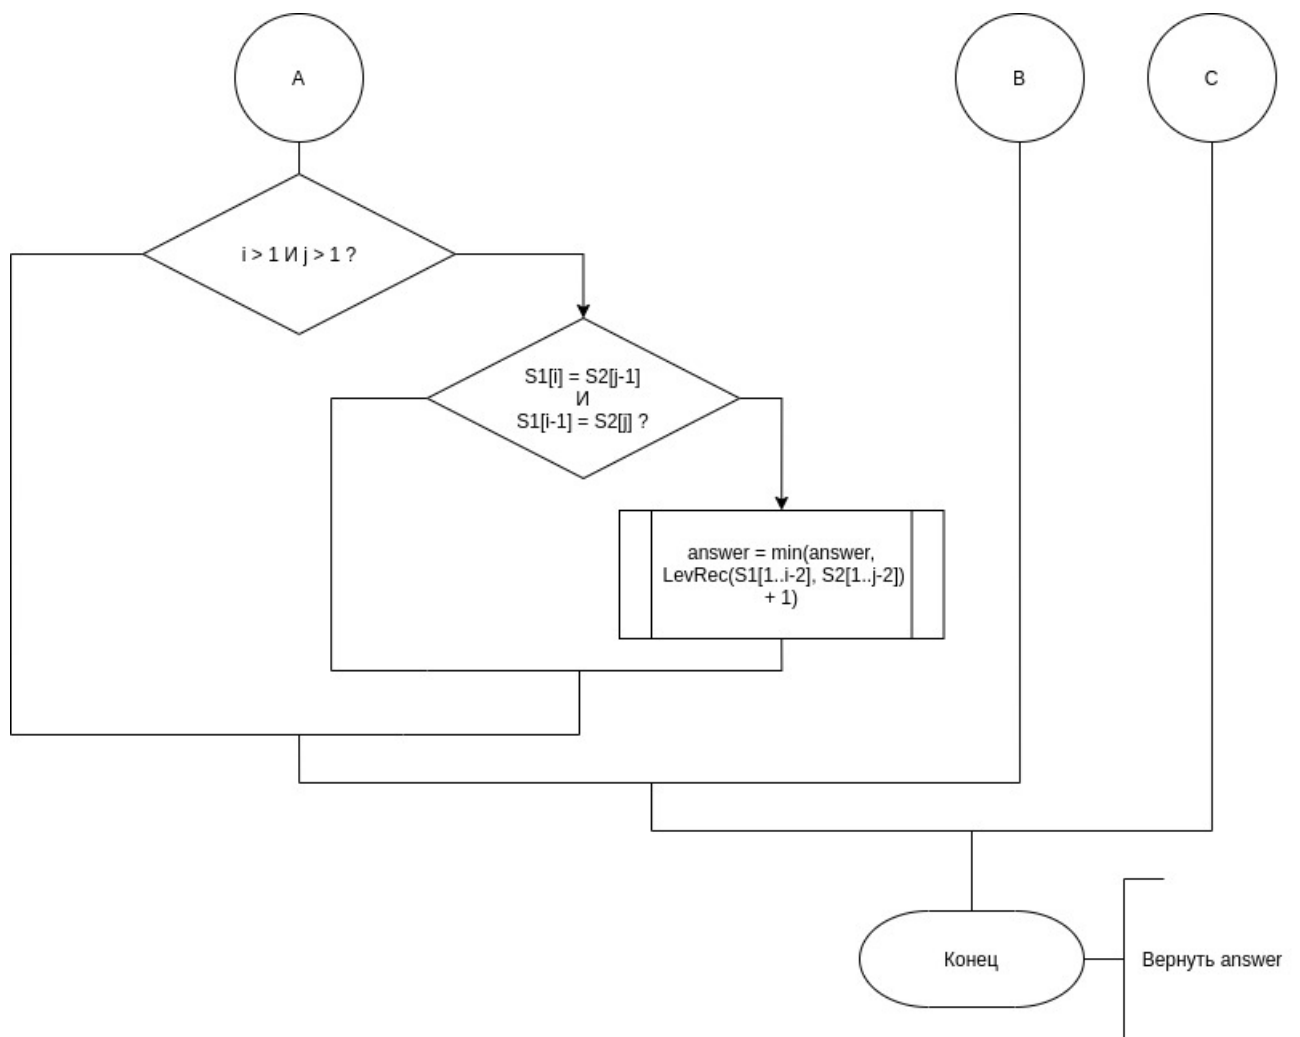 A
B
C
i > 1 И j > 1 ?
S1[i] = S2[j-1]
И
S1[i-1] = S2[j] ?
answer = min(answer,
LevRec(S1[1..i-2], S2[1..j-2])
+ 1)
Конец
Вернуть answer